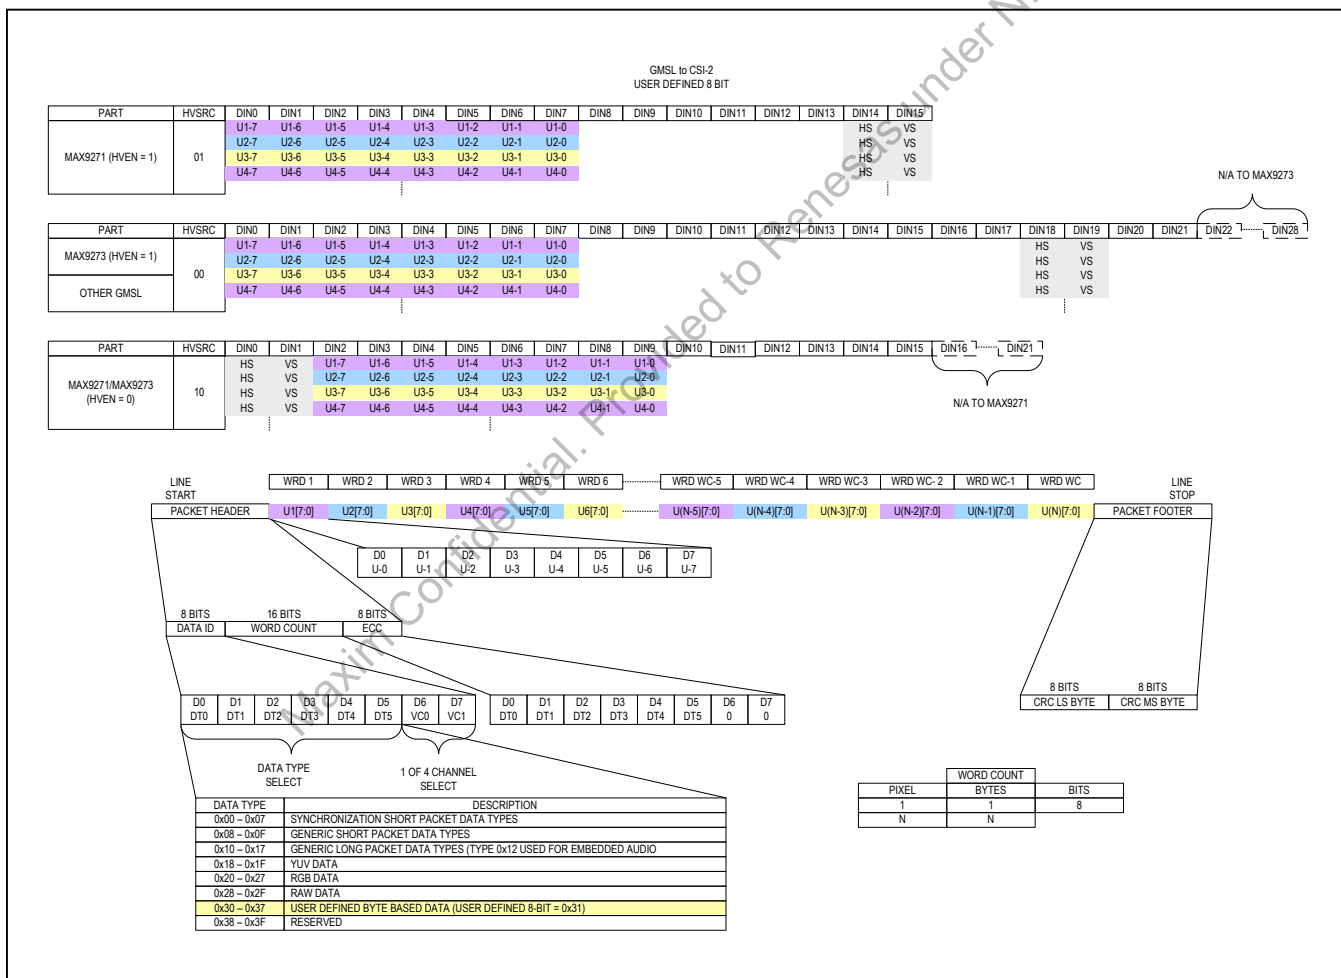 GMSL to CSI-2
USER DEFINED 8 BIT
PART HVSRC DIN0 DIN1 DIN2 DIN3 DIN4 DIN5 DIN6 DIN7 DIN8 DIN9 DIN10 DIN11 DIN12 DIN13 DIN14 DIN15
U1-7 U1-6 U1-5 U1-4 U1-3 U1-2 U1-1 U1-0 HS VS
U2-7 U2-6 U2-5 U2-4 U2-3 U2-2 U2-1 U2-0 HS VS
MAX9271 (HVEN = 1) 01 U3-7 U3-6 U3-5 U3-4 U3-3 U3-2 U3-1 U3-0 HS VS
U4-7 U4-6 U4-5 U4-4 U4-3 U4-2 U4-1 U4-0 HS VS
N/A TO MAX9273
PART HVSRC DIN0 DIN1 DIN2 DIN3 DIN4 DIN5 DIN6 DIN7 DIN8 DIN9 DIN10 DIN11 DIN12 DIN13 DIN14 DIN15 DIN16 DIN17 DIN18 DIN19 DIN20 DIN21 DIN22 DIN28
U1-7 U1-6 U1-5 U1-4 U1-3 U1-2 U1-1 U1-0 HS VS
MAX9273 (HVEN = 1) U2-7 U2-6 U2-5 U2-4 U2-3 U2-2 U2-1 U2-0 HS VS
00 U3-7 U3-6 U3-5 U3-4 U3-3 U3-2 U3-1 U3-0 HS VS
OTHER GMSL U4-7 U4-6 U4-5 U4-4 U4-3 U4-2 U4-1 U4-0 HS VS
PART HVSRC DIN0 DIN1 DIN2 DIN3 DIN4 DIN5 DIN6 DIN7 DIN8 DIN9 DIN10 DIN11 DIN12 DIN13 DIN14 DIN15 DIN16 DIN21
HS VS U1-7 U1-6 U1-5 U1-4 U1-3 U1-2 U1-1 U1-0
HS VS U2-7 U2-6 U2-5 U2-4 U2-3 U2-2 U2-1 U2-0
MAX9271/MAX9273
(HVEN = 0) 10 HS VS U3-7 U3-6 U3-5 U3-4 U3-3 U3-2 U3-1 U3-0
HS VS U4-7 U4-6 U4-5 U4-4 U4-3 U4-2 U4-1 U4-0
N/A TO MAX9271
LINE
START
WRD 1 WRD 2 WRD 3 WRD 4 WRD 5 WRD 6 WRD WC-5 WRD WC-4 WRD WC-3 WRD WC- 2 WRD WC-1 WRD WC
LINE
STOP
PACKET HEADER U1[7:0] U2[7:0] U3[7:0] U4[7:0] U5[7:0] U6[7:0] U(N-5)[7:0] U(N-4)[7:0] U(N-3)[7:0] U(N-2)[7:0] U(N-1)[7:0] U(N)[7:0] PACKET FOOTER
D0 D1 D2 D3 D4 D5 D6 D7
U-0 U-1 U-2 U-3 U-4 U-5 U-6 U-7
8 BITS 16 BITS 8 BITS
DATA ID WORD COUNT ECC
8 BITS 8 BITS
CRC LS BYTE CRC MS BYTE
D0 D1 D2 D3 D4 D5 D6 D7
DT0 DT1 DT2 DT3 DT4 DT5 VC0 VC1
D0 D1 D2 D3 D4 D5 D6 D7
DT0 DT1 DT2 DT3 DT4 DT5 0 0
DATA TYPE
SELECT
1 OF 4 CHANNEL
SELECT
WORD COUNT
PIXEL BYTES BITS
1 1 8
N N
DATA TYPE DESCRIPTION
0x00 – 0x07 SYNCHRONIZATION SHORT PACKET DATA TYPES
0x08 – 0x0F GENERIC SHORT PACKET DATA TYPES
0x10 – 0x17 GENERIC LONG PACKET DATA TYPES (TYPE 0x12 USED FOR EMBEDDED AUDIO
0x18 – 0x1F YUV DATA
0x20 – 0x27 RGB DATA
0x28 – 0x2F RAW DATA
0x30 – 0x37 USER DEFINED BYTE BASED DATA (USER DEFINED 8-BIT = 0x31)
0x38 – 0x3F RESERVED
Maxim Confidential. Provided to Renesas under